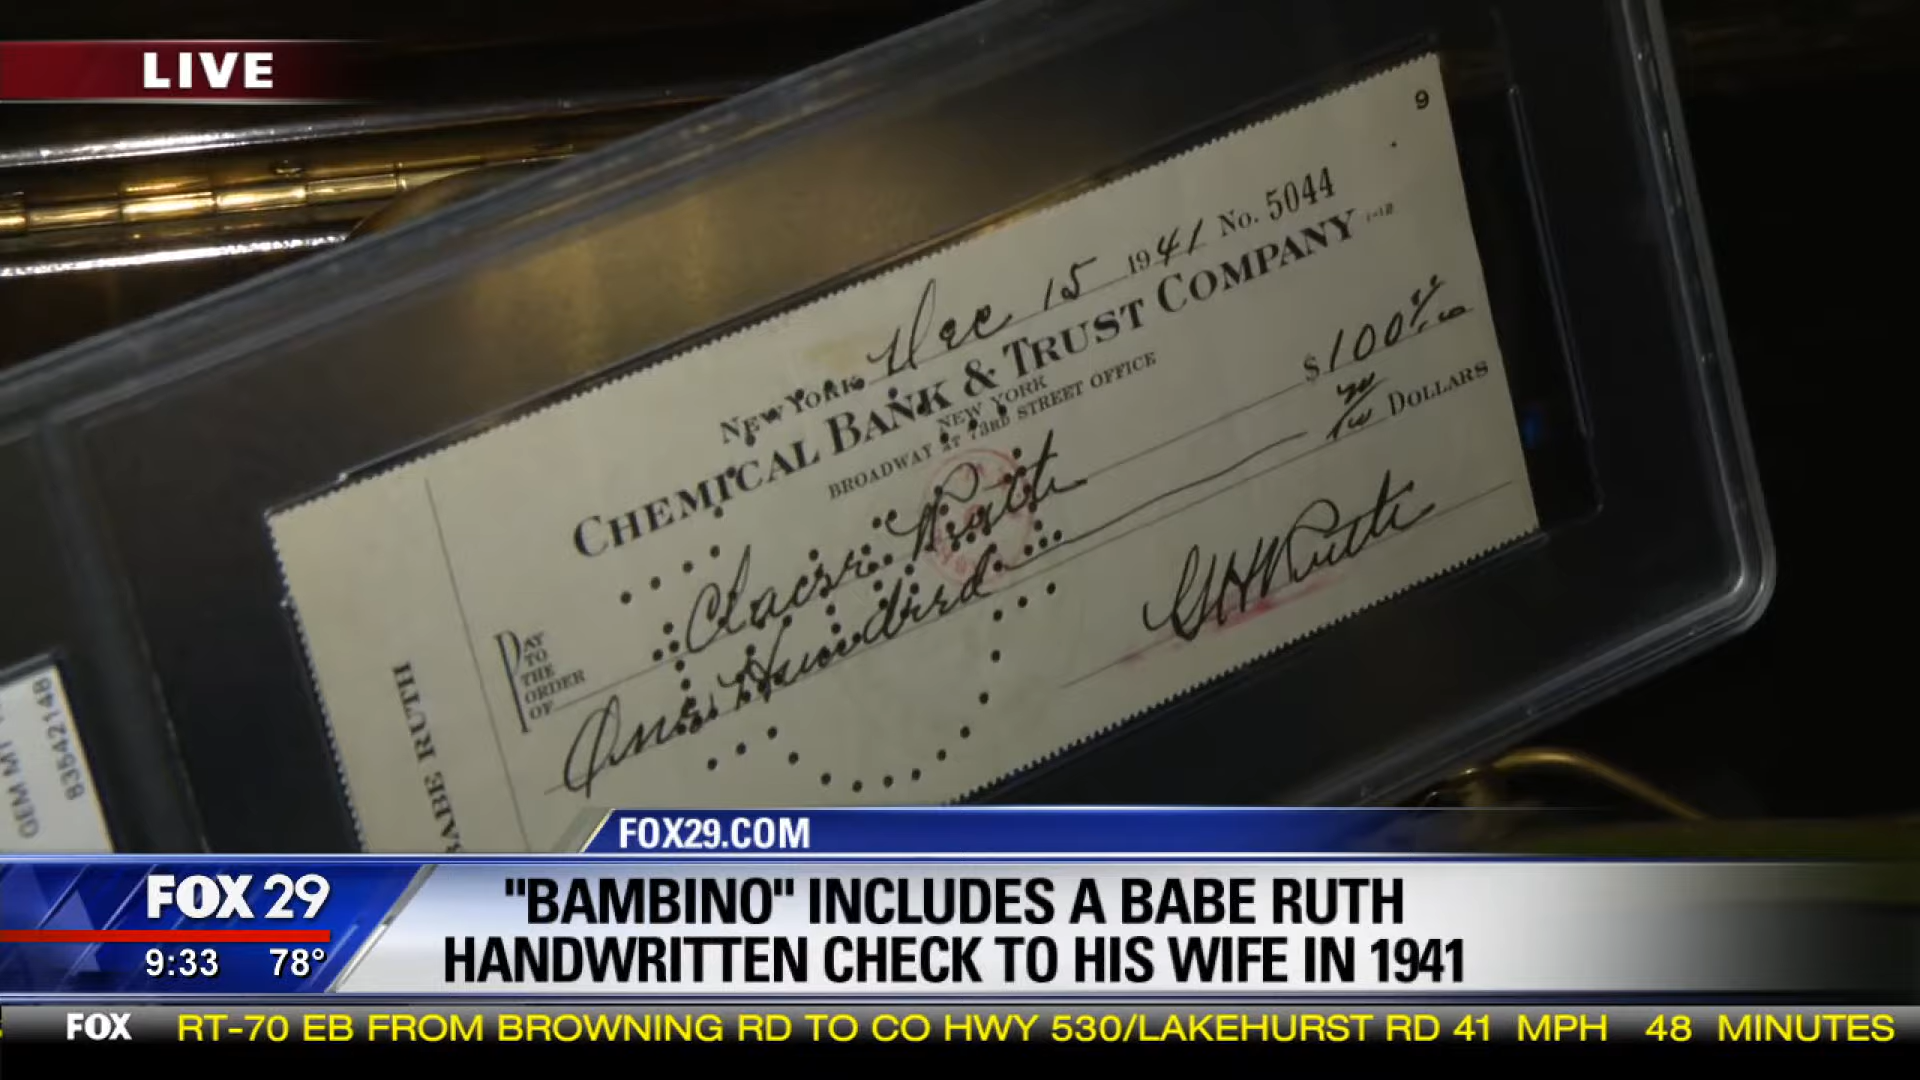 LIVE
9
No. 5044
NEW YORK Dec 15 1941
CHEMICAL BANK & TRUST COMPANY 1-12
NEW YORK
BROADWAY AT 73RD STREET OFFICE
PAY
TO
THE
ORDER
OF
Claire Ruth
$100
One Hundred
DOLLARS
GHRuth
BABE RUTH
GEM MT
83542148
FOX29.COM
FOX 29
9:33 78°
"BAMBINO" INCLUDES A BABE RUTH
HANDWRITTEN CHECK TO HIS WIFE IN 1941
FOX RT-70 EB FROM BROWNING RD TO CO HWY 530/LAKEHURST RD 41 MPH 48 MINUTES